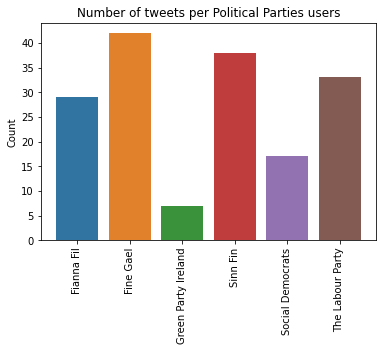 Number of tweets per Political Parties users
Count
40
35
30
25
20
15
10
5
0
Fianna Fil
Fine Gael
Green Party Ireland
Sinn Fin
Social Democrats
The Labour Party